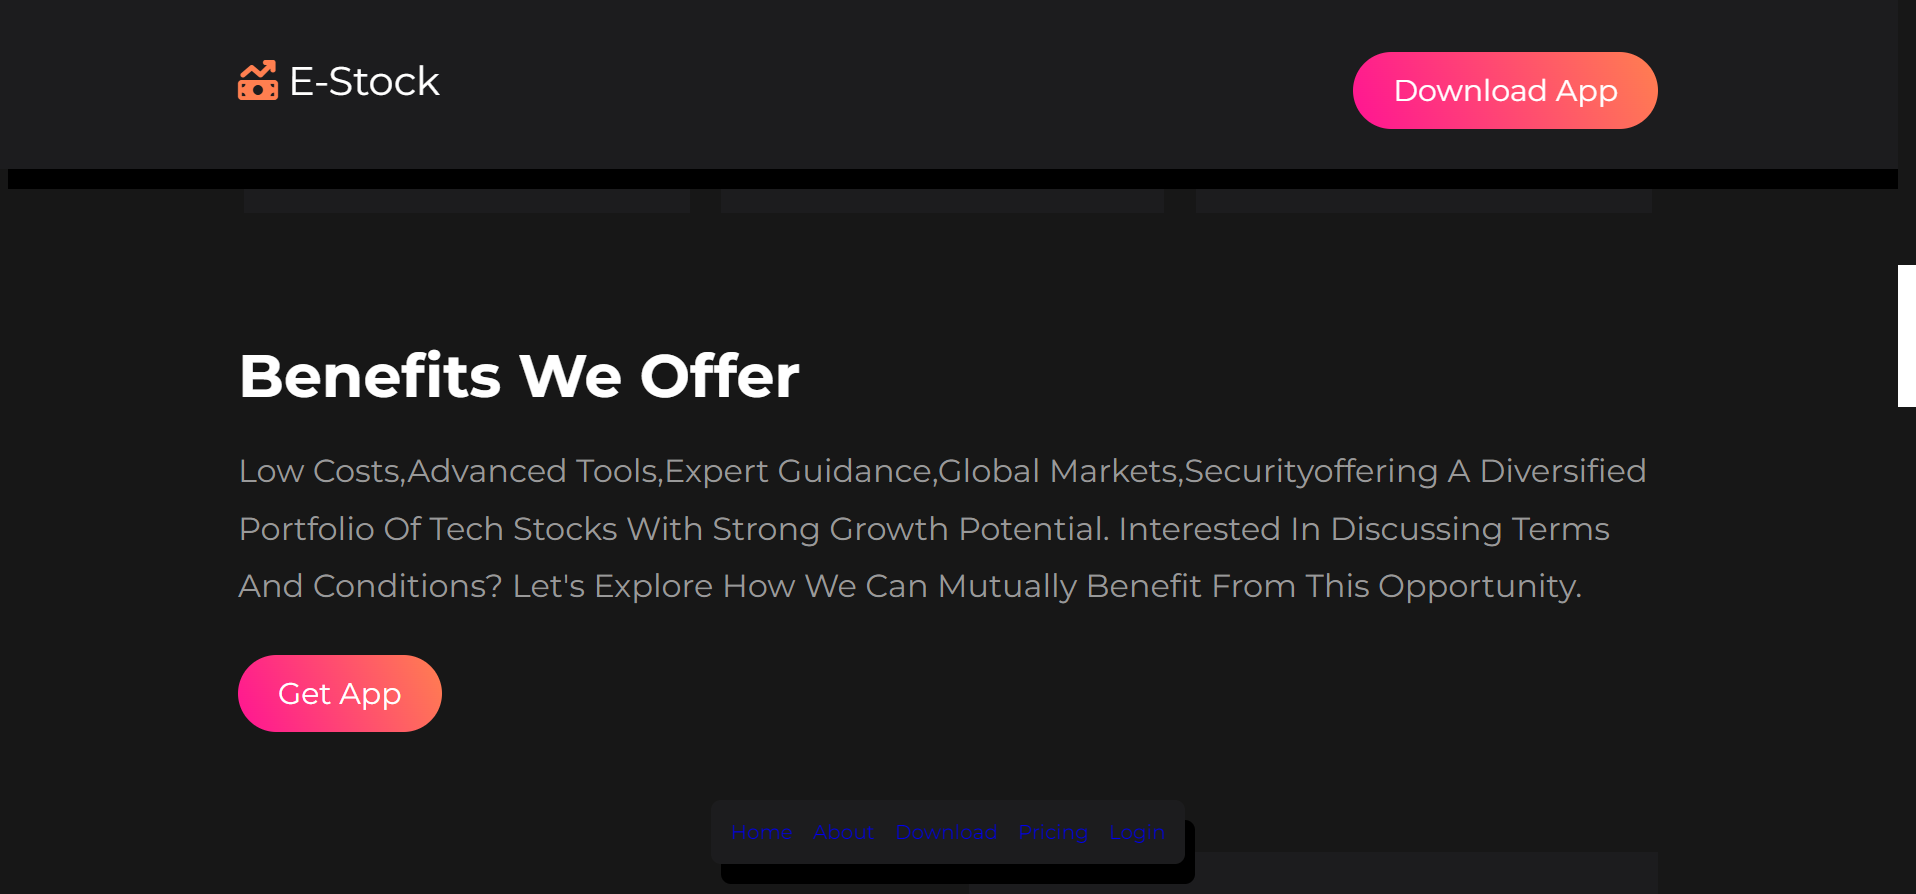 E-Stock
Download App
Benefits We Offer
Low Costs,Advanced Tools,Expert Guidance,Global Markets,Securityoffering A Diversified
Portfolio Of Tech Stocks With Strong Growth Potential. Interested In Discussing Terms
And Conditions? Let's Explore How We Can Mutually Benefit From This Opportunity.
Get App
Home About Download Pricing Login